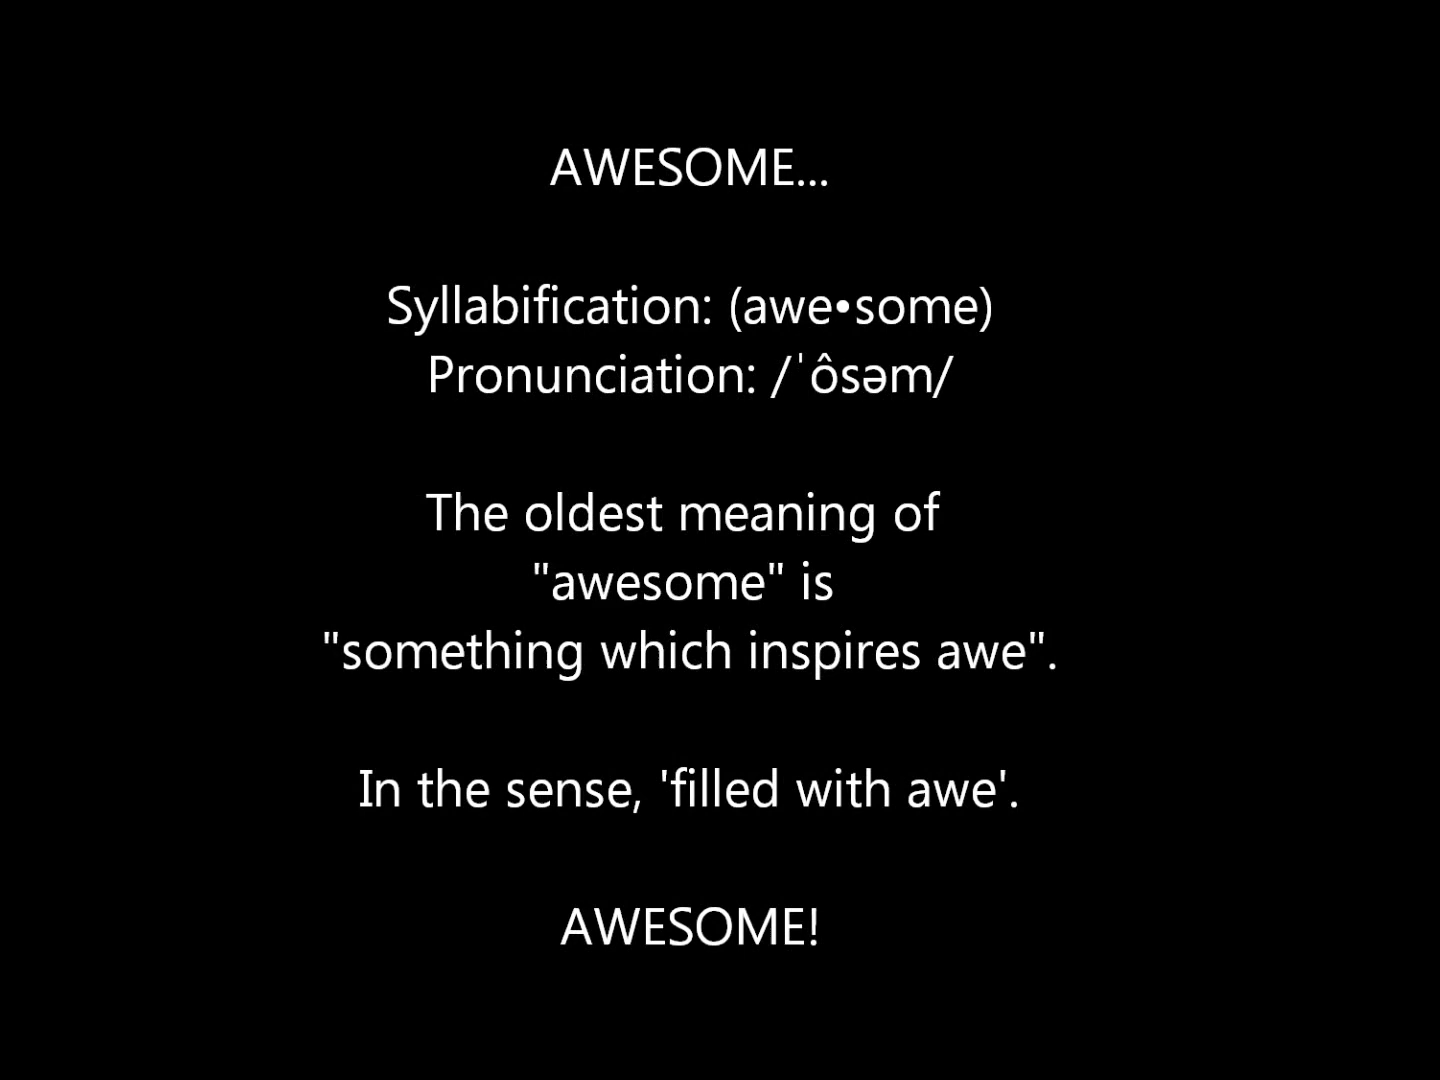 AWESOME...
Syllabification: (awe•some)
Pronunciation: /ˈôsəm/
The oldest meaning of
"awesome" is
"something which inspires awe".
In the sense, 'filled with awe'.
AWESOME!